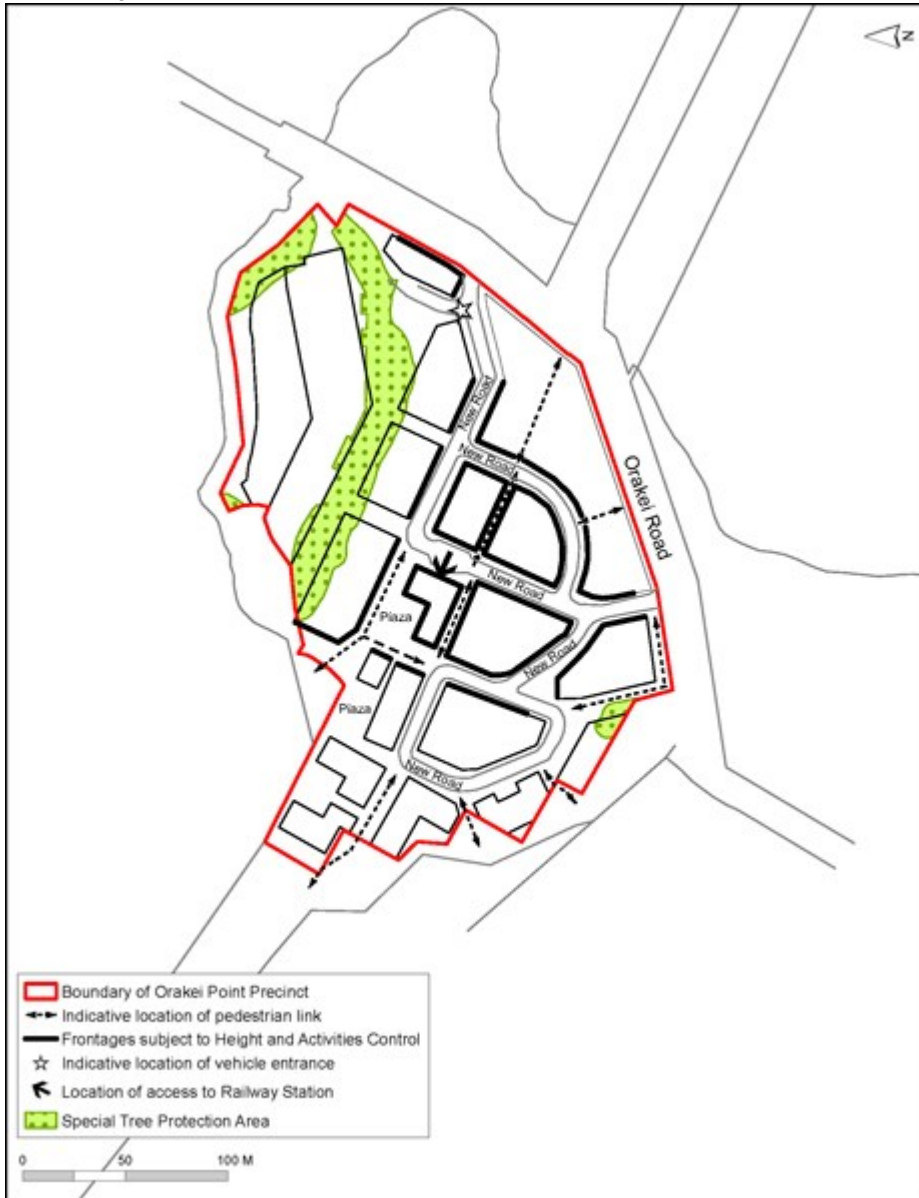 N
New Road
New Road
Orakei Road
New Road
Plaza
New Road
Plaza
New Road
Boundary of Orakei Point Precinct
Indicative location of pedestrian link
Frontages subject to Height and Activities Control
Indicative location of vehicle entrance
Location of access to Railway Station
Special Tree Protection Area
0 50 100 M